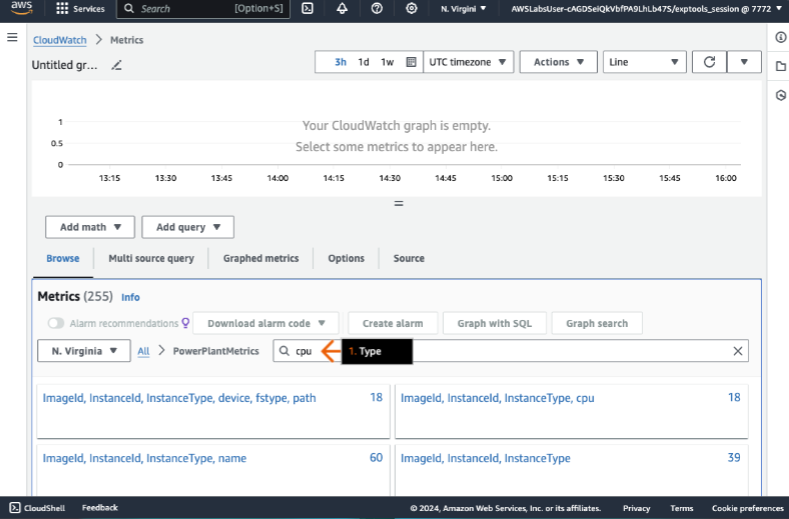 aws Services Search [Option+S] N. Virgini ▼ AWSLabsUser-cAGDSeiQkVbfPA9LhLb47S/exptools_session @ 7772 ▼
CloudWatch > Metrics
Untitled gr... 3h 1d 1w UTC timezone ▼ Actions ▼ Line ▼
1
Your CloudWatch graph is empty.
0.5
Select some metrics to appear here.
0
13:15 13:30 13:45 14:00 14:15 14:30 14:45 15:00 15:15 15:30 15:45 16:00
Add math ▼ Add query ▼
Browse Multi source query Graphed metrics Options Source
Metrics (255) Info
Alarm recommendations Download alarm code ▼ Create alarm Graph with SQL Graph search
N. Virginia ▼ All > PowerPlantMetrics cpu 1. Type
ImageId, InstanceId, InstanceType, device, fstype, path 18 ImageId, InstanceId, InstanceType, cpu 18
ImageId, InstanceId, InstanceType, name 60 ImageId, InstanceId, InstanceType 39
CloudShell Feedback © 2024, Amazon Web Services, Inc. or its affiliates. Privacy Terms Cookie preferences